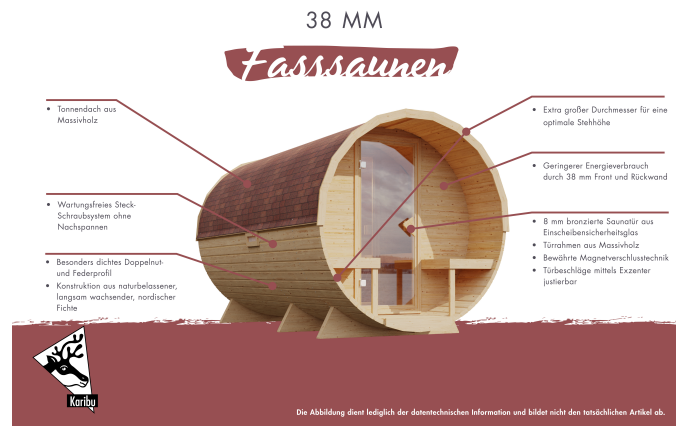 38 MM
Fasssaunen
• Tonnendach aus
Massivholz
• Wartungsfreies Steck-
Schraubsystem ohne
Nachspannen
• Besonders dichtes Doppelnut-
und Federprofil
• Konstruktion aus naturbelassener,
langsam wachsender, nordischer
Fichte
• Extra großer Durchmesser für eine
optimale Stehhöhe
• Geringerer Energieverbrauch
durch 38 mm Front und Rückwand
• 8 mm bronzierte Saunatür aus
Einscheibensicherheitsglas
• Türrahmen aus Massivholz
• Bewährte Magnetverschlusstechnik
• Türbeschläge mittels Exzenter
justierbar
Karibu
Die Abbildung dient lediglich der datentechnischen Information und bildet nicht den tatsächlichen Artikel ab.